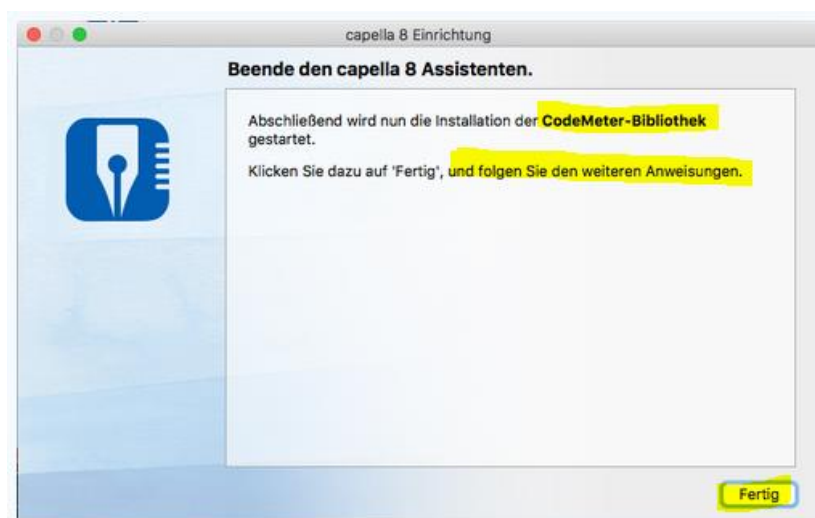 capella 8 Einrichtung
Beende den capella 8 Assistenten.
Abschließend wird nun die Installation der CodeMeter-Bibliothek
gestartet.
Klicken Sie dazu auf 'Fertig', und folgen Sie den weiteren Anweisungen.
Fertig